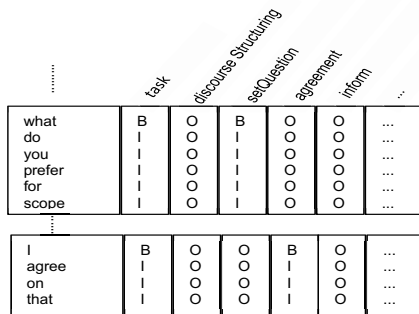 task discourse Structuring setQuestion agreement inform ...
what B O B O O ...
do I O I O O ...
you I O I O O ...
prefer I O I O O ...
for I O I O O ...
scope I O I O O ...
I B O O B O ...
agree I O O I O ...
on I O O I O ...
that I O O I O ...